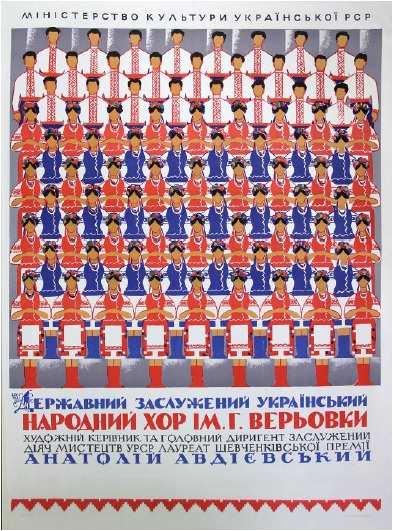 МІНІСТЕРСТВО КУЛЬТУРИ УКРАЇНСЬКОЇ РСР
ДЕРЖАВНИЙ ЗАСЛУЖЕНИЙ УКРАЇНСЬКИЙ
НАРОДНИЙ ХОР ІМ. Г. ВЕРЬОВКИ
ХУДОЖНІЙ КЕРІВНИК ТА ГОЛОВНИЙ ДИРИГЕНТ ЗАСЛУЖЕНИЙ
ДІЯЧ МИСТЕЦТВ УРСР ЛАУРЕАТ ШЕВЧЕНКІВСЬКОЇ ПРЕМІЇ
АНАТОЛІЙ АВДІЄВСЬКИЙ